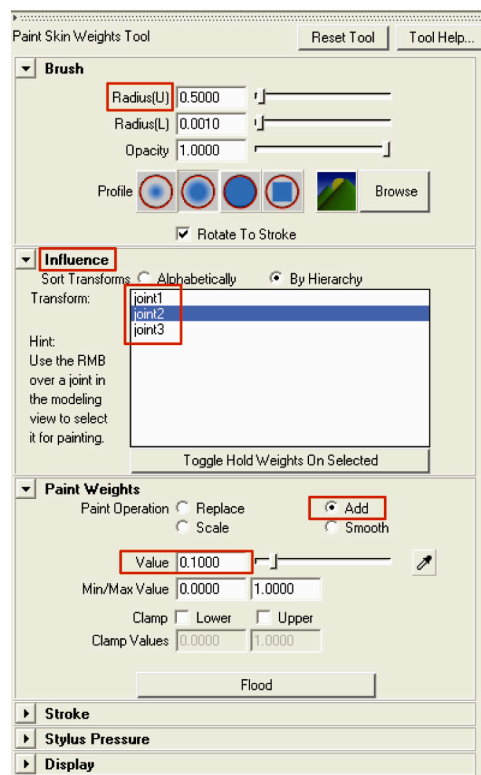 Paint Skin Weights Tool Reset Tool Tool Help...
Brush
Radius(U) 0.5000
Radius(L) 0.0010
Opacity 1.0000
Profile Browse
Rotate To Stroke
Influence
Sort Transforms Alphabetically By Hierarchy
Transform: joint1
joint2
joint3
Hint:
Use the RMB
over a joint in
the modeling
view to select
it for painting.
Toggle Hold Weights On Selected
Paint Weights
Paint Operation Replace Add
Scale Smooth
Value 0.1000
Min/Max Value 0.0000 1.0000
Clamp Lower Upper
Clamp Values 0.0000 1.0000
Flood
Stroke
Stylus Pressure
Display